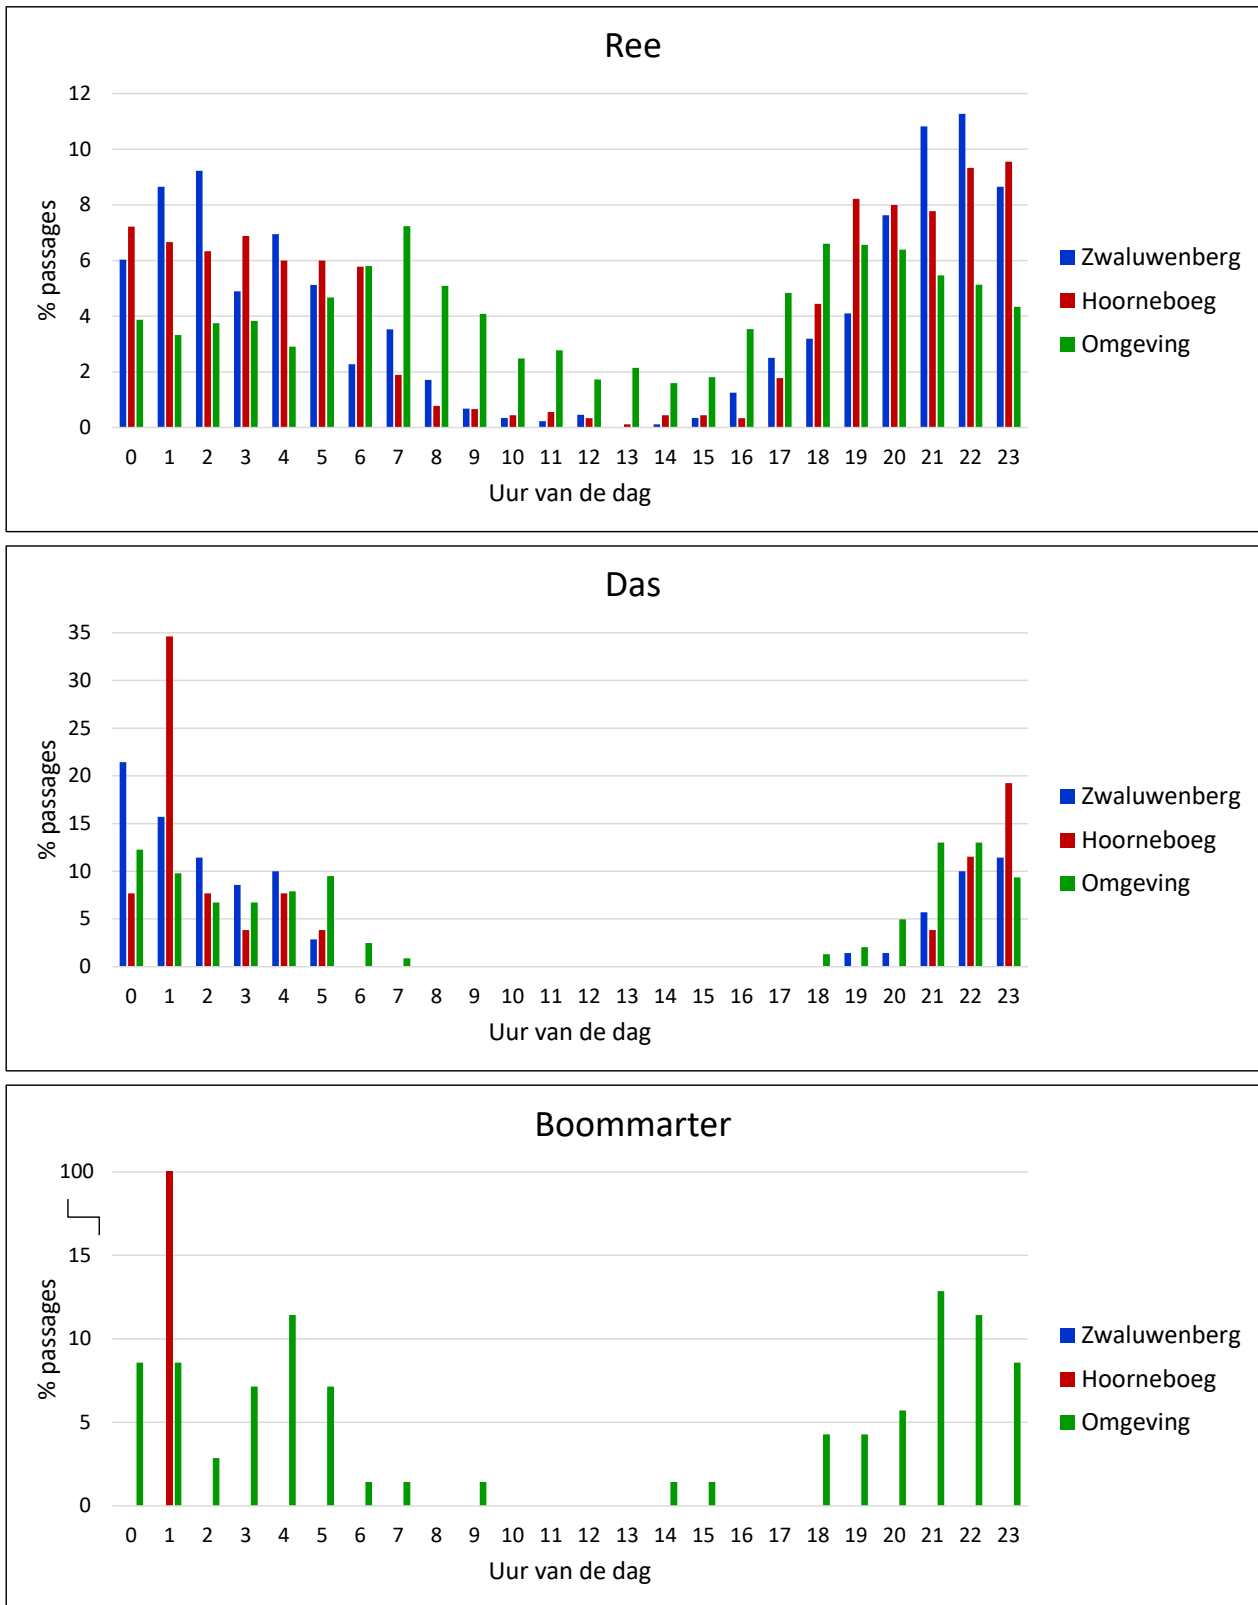 Ree
12
10
8
6
4
2
0
% passages
0 1 2 3 4 5 6 7 8 9 10 11 12 13 14 15 16 17 18 19 20 21 22 23
Uur van de dag
Zwaluwenberg
Hoorneboeg
Omgeving
Das
35
30
25
20
15
10
5
0
% passages
0 1 2 3 4 5 6 7 8 9 10 11 12 13 14 15 16 17 18 19 20 21 22 23
Uur van de dag
Zwaluwenberg
Hoorneboeg
Omgeving
Boommarter
100
15
10
5
0
% passages
0 1 2 3 4 5 6 7 8 9 10 11 12 13 14 15 16 17 18 19 20 21 22 23
Uur van de dag
Zwaluwenberg
Hoorneboeg
Omgeving